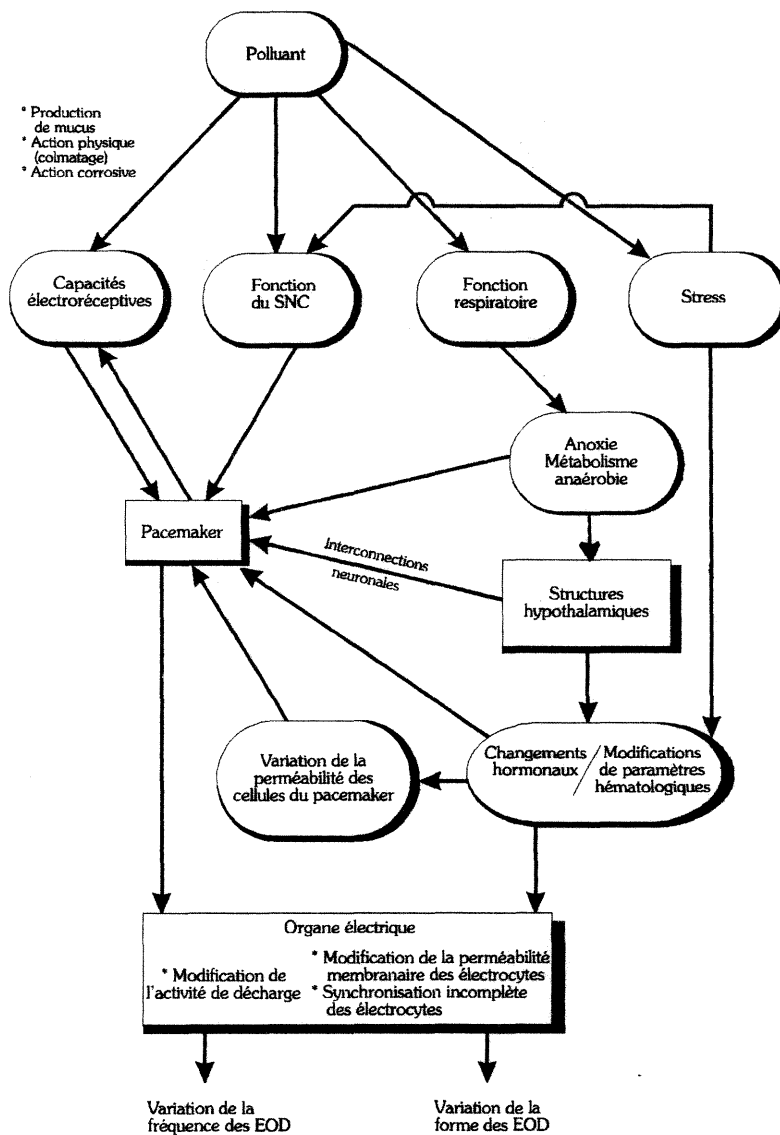 Polluant
* Production
de mucus
* Action physique
(colmatage)
* Action corrosive
Capacités
électroréceptives
Fonction
du SNC
Fonction
respiratoire
Stress
Anoxie
Métabolisme
anaérobie
Pacemaker
Interconnections
neuronales
Structures
hypothalamiques
Variation de la
perméabilité des
cellules du pacemaker
Changements
hormonaux
/ Modifications
de paramètres
hématologiques
Organe électrique
* Modification de
l'activité de décharge
* Modification de la perméabilité
membranaire des électrocytes
* Synchronisation incomplète
des électrocytes
Variation de la
fréquence des EOD
Variation de la
forme des EOD